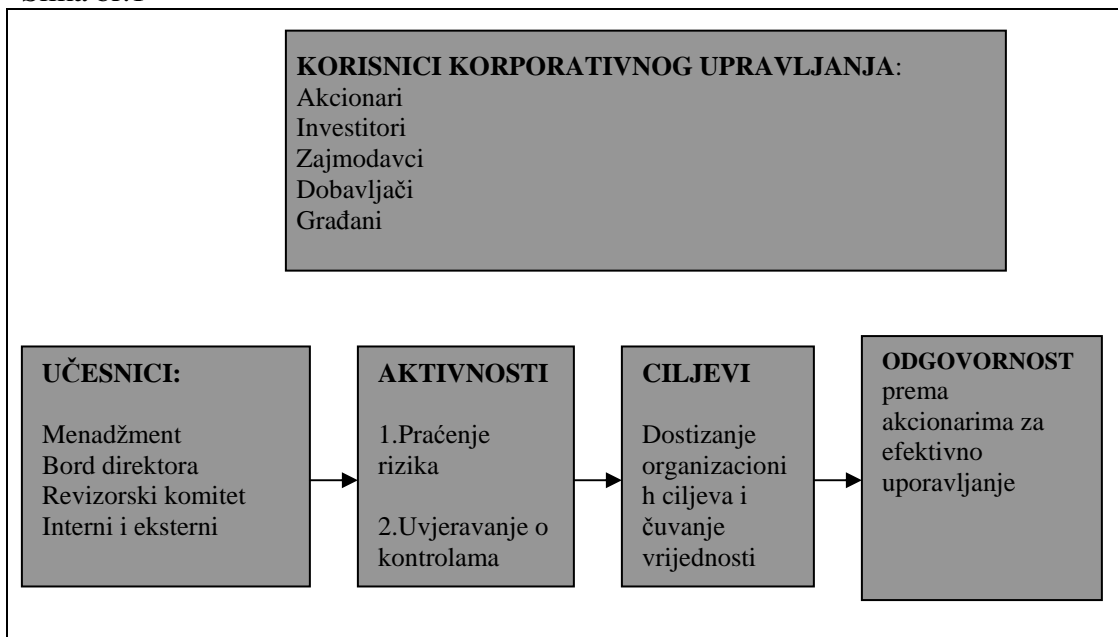 KORISNICI KORPORATIVNOG UPRAVLJANJA:
Akcionari
Investitori
Zajmodavci
Dobavljači
Građani
UČESNICI:
Menadžment
Bord direktora
Revizorski komitet
Interni i eksterni
AKTIVNOSTI
1.Praćenje
rizika
2.Uvjeravanje o
kontrolama
CILJEVI
Dostizanje
organizacioni
h ciljeva i
čuvanje
vrijednosti
ODGOVORNOST
prema
akcionarima za
efektivno
uporavljanje